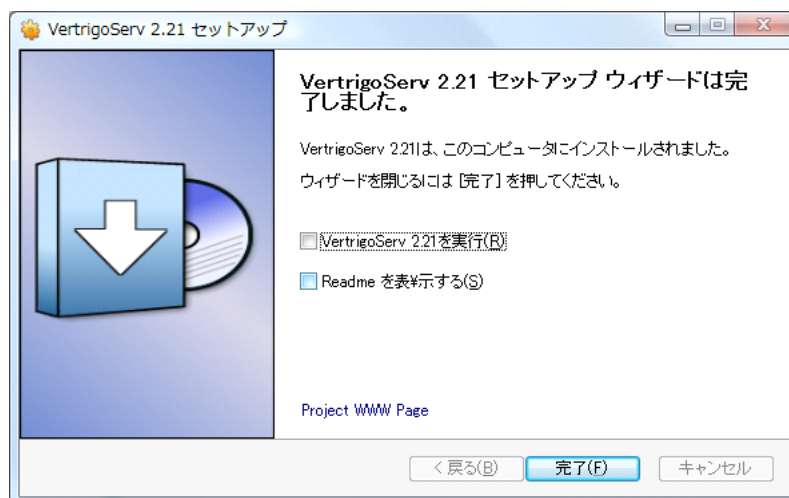 VertrigoServ 2.21 セットアップ
VertrigoServ 2.21 セットアップ ウィザードは完
了しました。
VertrigoServ 2.21は、このコンピュータにインストールされました。
ウィザードを閉じるには [完了] を押してください。
VertrigoServ 2.21を実行(R)
Readme を表¥示する(S)
Project WWW Page
< 戻る(B)
完了(F)
キャンセル